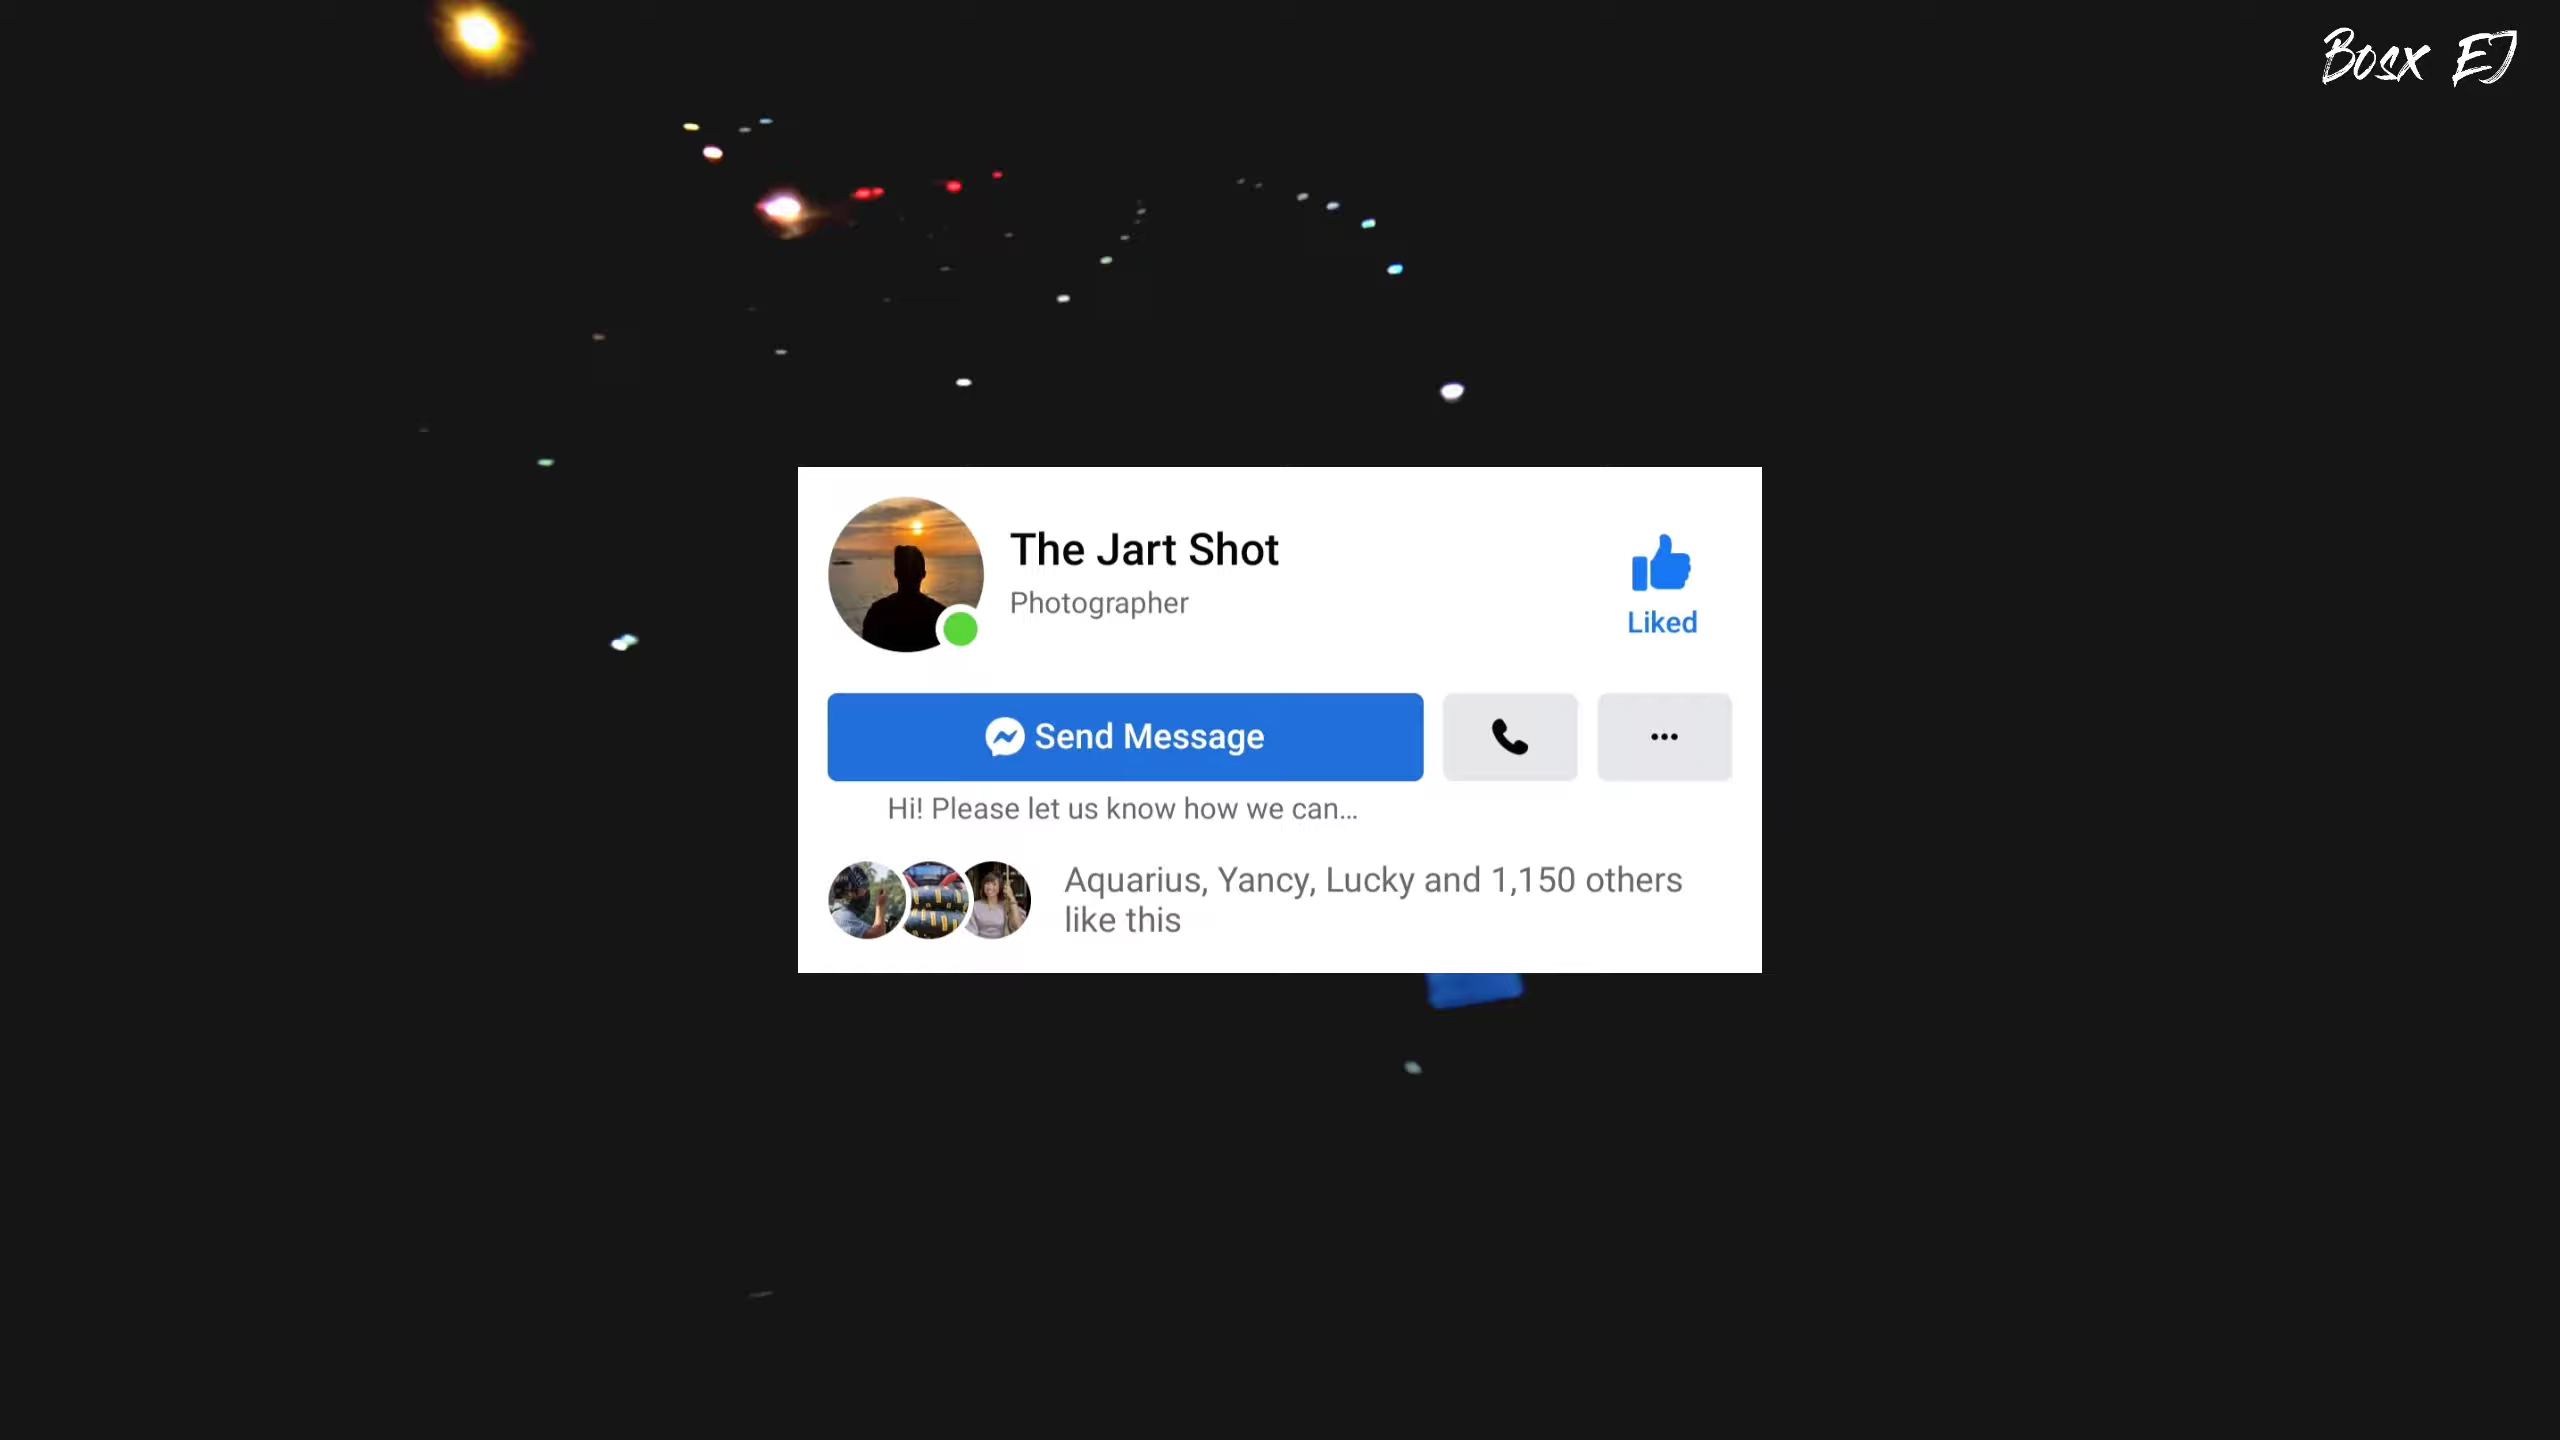 Bosx EJ
The Jart Shot
Photographer
Liked
Send Message
Hi! Please let us know how we can...
Aquarius, Yancy, Lucky and 1,150 others
like this